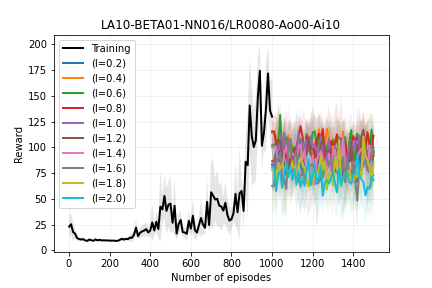 LA10-BETA01-NN016/LR0080-Ao00-Ai10
Reward
200
175
150
125
100
75
50
25
0
Training
(l=0.2)
(l=0.4)
(l=0.6)
(l=0.8)
(l=1.0)
(l=1.2)
(l=1.4)
(l=1.6)
(l=1.8)
(l=2.0)
0 200 400 600 800 1000 1200 1400
Number of episodes